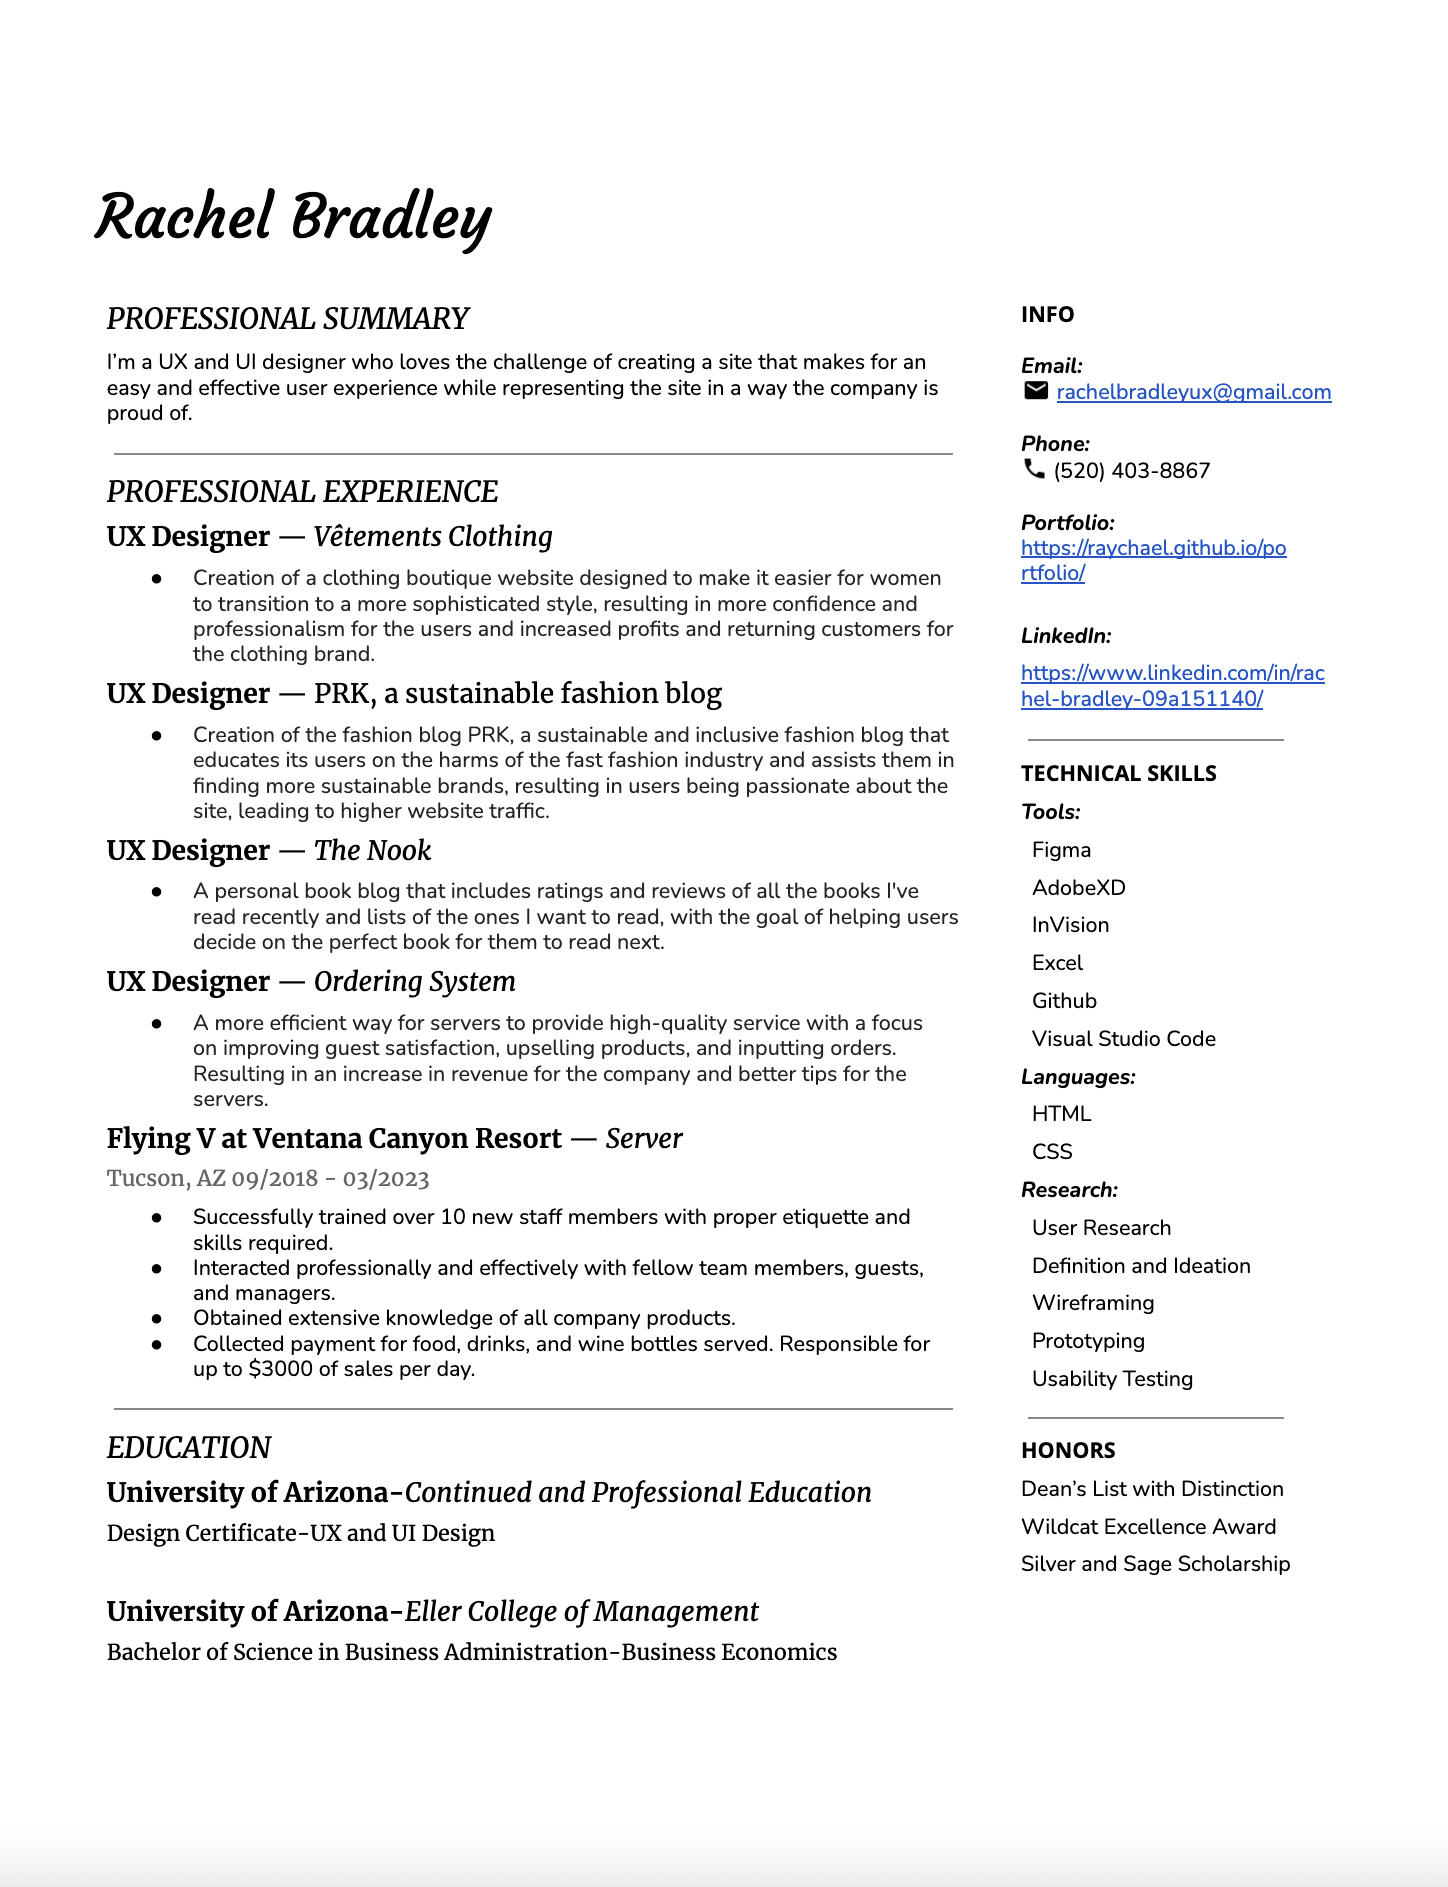 Rachel Bradley
PROFESSIONAL SUMMARY
I’m a UX and UI designer who loves the challenge of creating a site that makes for an
easy and effective user experience while representing the site in a way the company is
proud of.
PROFESSIONAL EXPERIENCE
UX Designer — Vêtements Clothing
● Creation of a clothing boutique website designed to make it easier for women
to transition to a more sophisticated style, resulting in more confidence and
professionalism for the users and increased profits and returning customers for
the clothing brand.
UX Designer — PRK, a sustainable fashion blog
● Creation of the fashion blog PRK, a sustainable and inclusive fashion blog that
educates its users on the harms of the fast fashion industry and assists them in
finding more sustainable brands, resulting in users being passionate about the
site, leading to higher website traffic.
UX Designer — The Nook
● A personal book blog that includes ratings and reviews of all the books I've
read recently and lists of the ones I want to read, with the goal of helping users
decide on the perfect book for them to read next.
UX Designer — Ordering System
● A more efficient way for servers to provide high-quality service with a focus
on improving guest satisfaction, upselling products, and inputting orders.
Resulting in an increase in revenue for the company and better tips for the
servers.
Flying V at Ventana Canyon Resort — Server
Tucson, AZ 09/2018 - 03/2023
● Successfully trained over 10 new staff members with proper etiquette and
skills required.
● Interacted professionally and effectively with fellow team members, guests,
and managers.
● Obtained extensive knowledge of all company products.
● Collected payment for food, drinks, and wine bottles served. Responsible for
up to $3000 of sales per day.
EDUCATION
University of Arizona-Continued and Professional Education
Design Certificate-UX and UI Design
University of Arizona-Eller College of Management
Bachelor of Science in Business Administration-Business Economics
INFO
Email:
rachelbradleyux@gmail.com
Phone:
(520) 403-8867
Portfolio:
https://raychael.github.io/po
rtfolio/
LinkedIn:
https://www.linkedin.com/in/rac
hel-bradley-09a151140/
TECHNICAL SKILLS
Tools:
Figma
AdobeXD
InVision
Excel
Github
Visual Studio Code
Languages:
HTML
CSS
Research:
User Research
Definition and Ideation
Wireframing
Prototyping
Usability Testing
HONORS
Dean’s List with Distinction
Wildcat Excellence Award
Silver and Sage Scholarship